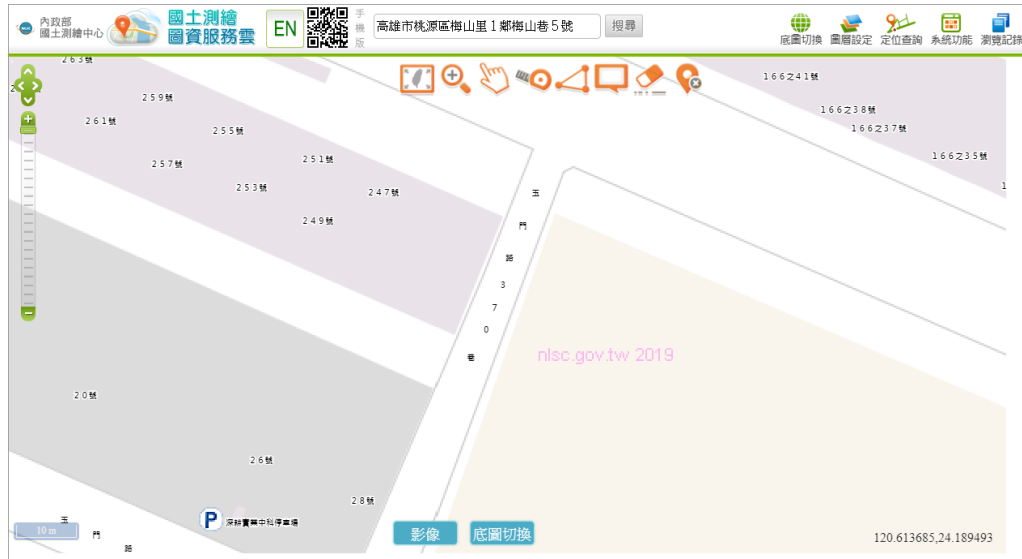 內政部
國土測繪中心
國土測繪
圖資服務雲
EN
手機版
高雄市桃源區梅山里1鄰梅山巷5號
搜尋
底圖切換
圖層設定
定位查詢
系統功能
瀏覽記錄
263號
259號
261號
255號
257號
251號
253號
247號
249號
166之41號
166之38號
166之37號
166之35號
玉門路370巷
nlsc.gov.tw 2019
20號
26號
28號
P
深耕實業中科停車場
玉門路
10 m
影像
底圖切換
120.613685,24.189493